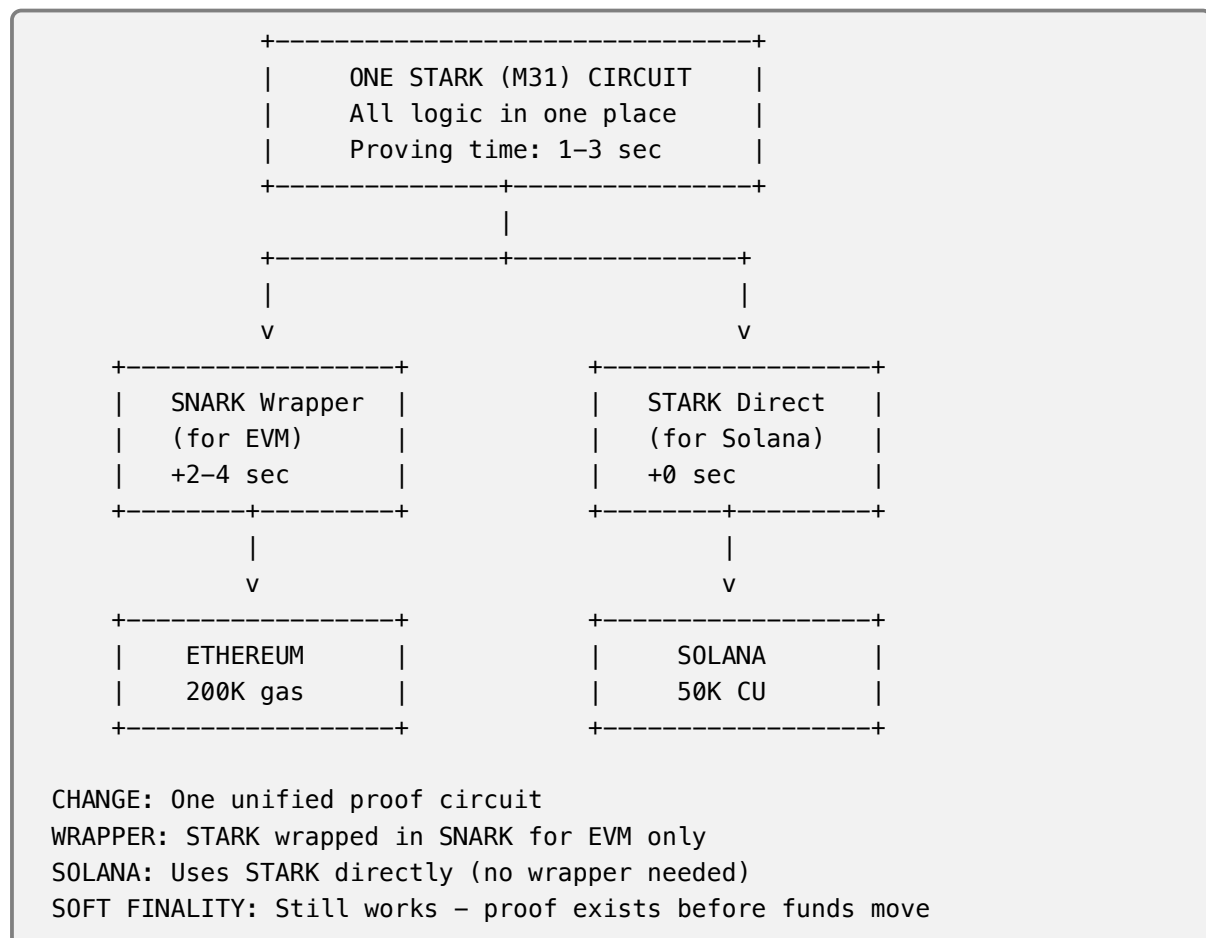 ONE STARK (M31) CIRCUIT
All logic in one place
Proving time: 1–3 sec
SNARK Wrapper
(for EVM)
+2–4 sec
STARK Direct
(for Solana)
+0 sec
ETHEREUM
200K gas
SOLANA
50K CU
CHANGE: One unified proof circuit
WRAPPER: STARK wrapped in SNARK for EVM only
SOLANA: Uses STARK directly (no wrapper needed)
SOFT FINALITY: Still works – proof exists before funds move